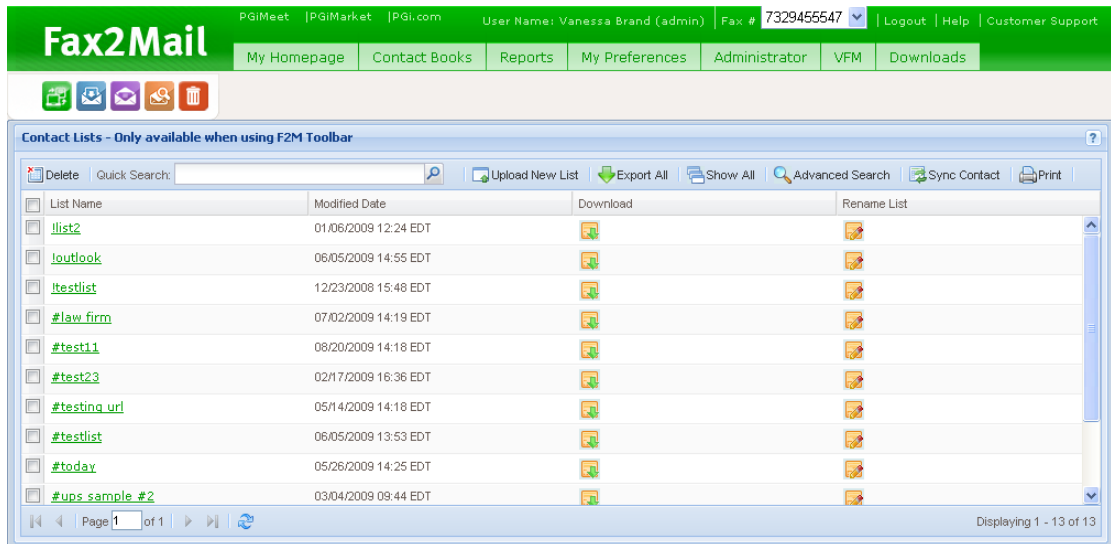 PGiMeet |PGiMarket |PGi.com User Name: Vanessa Brand (admin) Fax # 7329455547 | Logout | Help | Customer Support
Fax2Mail
My Homepage Contact Books Reports My Preferences Administrator VFM Downloads
Contact Lists - Only available when using F2M Toolbar ?
Delete Quick Search: Upload New List Export All Show All Advanced Search Sync Contact Print
List Name Modified Date Download Rename List
!list2 01/06/2009 12:24 EDT
!outlook 06/05/2009 14:55 EDT
!testlist 12/23/2008 15:48 EDT
#law firm 07/02/2009 14:19 EDT
#test11 08/20/2009 14:18 EDT
#test23 02/17/2009 16:36 EDT
#testing url 05/14/2009 14:18 EDT
#testlist 06/05/2009 13:53 EDT
#today 05/26/2009 14:25 EDT
#ups sample #2 03/04/2009 09:44 EDT
Page 1 of 1 Displaying 1 - 13 of 13